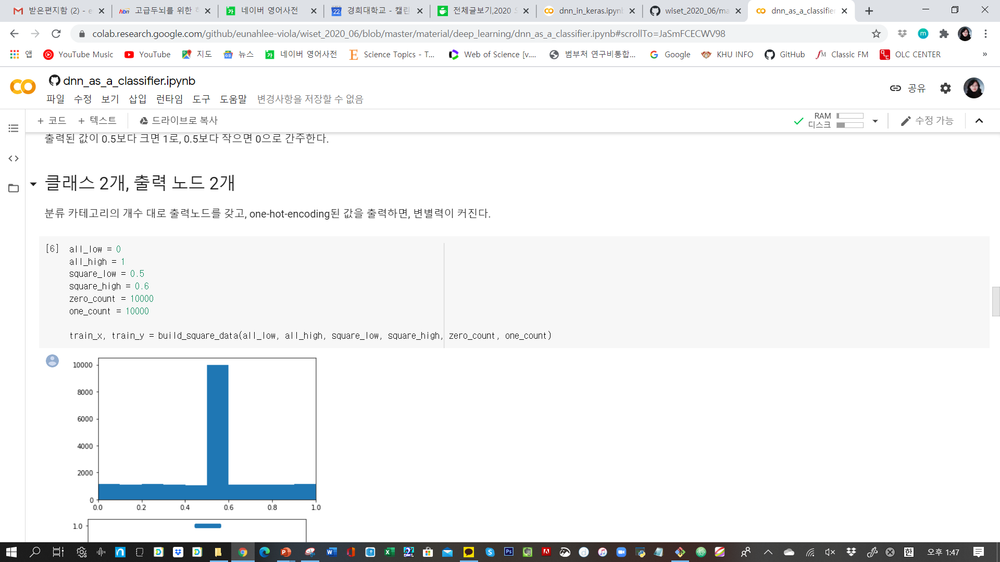 받은편지함 (2) - e
hbn 고급두뇌를 위한 
네이버 영어사전
22 경희대학교 - 캘린
전체글보기,2020 S
dnn_in_keras.ipynb
wiset_2020_06/ma
dnn_as_a_classifier
colab.research.google.com/github/eunahlee-viola/wiset_2020_06/blob/master/material/deep_learning/dnn_as_a_classifier.ipynb#scrollTo=JaSmFCECWV98
앱 YouTube Music YouTube 지도 뉴스 네이버 영어사전 Science Topics - T... Web of Science [v.... 범부처 연구비통합... Google KHU INFO GitHub Classic FM OLC CENTER »
dnn_as_a_classifier.ipynb
파일 수정 보기 삽입 런타임 도구 도움말 변경사항을 저장할 수 없음
공유
+ 코드 + 텍스트 드라이브로 복사
RAM
디스크
수정 가능
출력된 값이 0.5보다 크면 1로, 0.5보다 작으면 0으로 간주한다.
클래스 2개, 출력 노드 2개
분류 카테고리의 개수 대로 출력노드를 갖고, one-hot-encoding된 값을 출력하면, 변별력이 커진다.
[6] all_low = 0
all_high = 1
square_low = 0.5
square_high = 0.6
zero_count = 10000
one_count = 10000
train_x, train_y = build_square_data(all_low, all_high, square_low, square_high, zero_count, one_count)
10000
8000
6000
4000
2000
0
0.0 0.2 0.4 0.6 0.8 1.0
1.0
한
오후 1:47